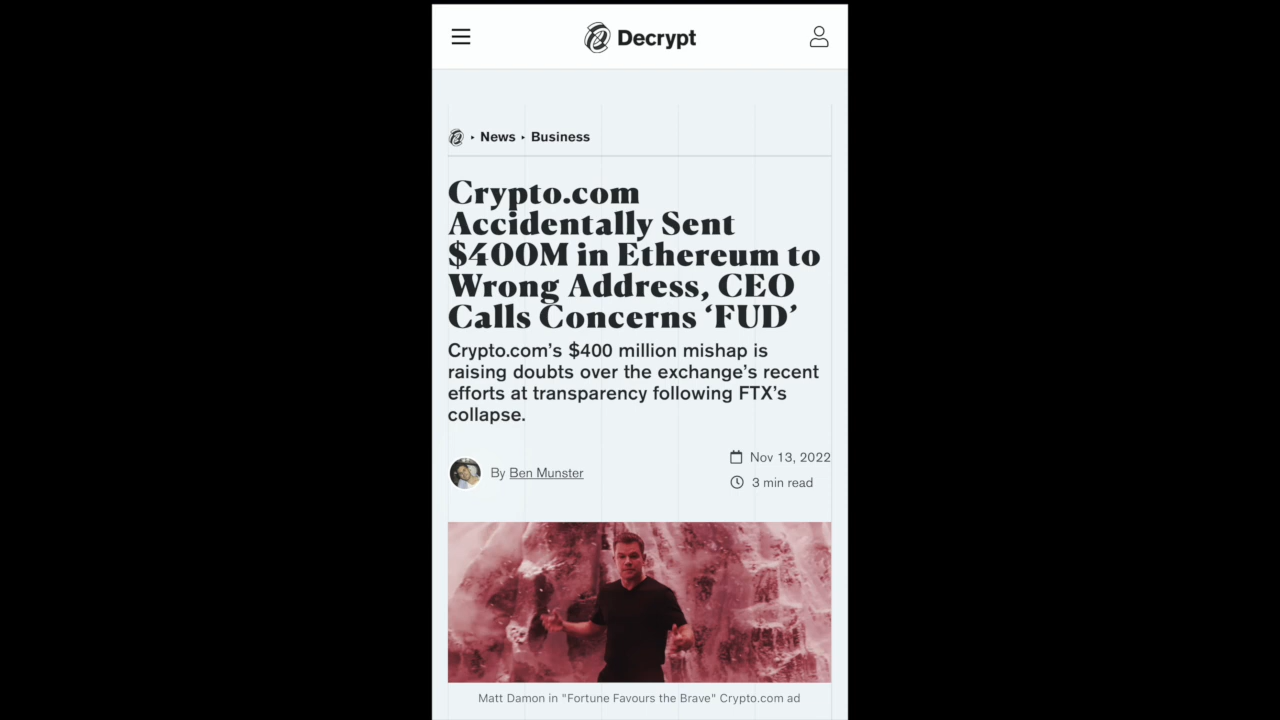 Decrypt
News ▸ Business
Crypto.com
Accidentally Sent
$400M in Ethereum to
Wrong Address, CEO
Calls Concerns ‘FUD’
Crypto.com’s $400 million mishap is
raising doubts over the exchange’s recent
efforts at transparency following FTX’s
collapse.
By Ben Munster
Nov 13, 2022
3 min read
Matt Damon in "Fortune Favours the Brave" Crypto.com ad